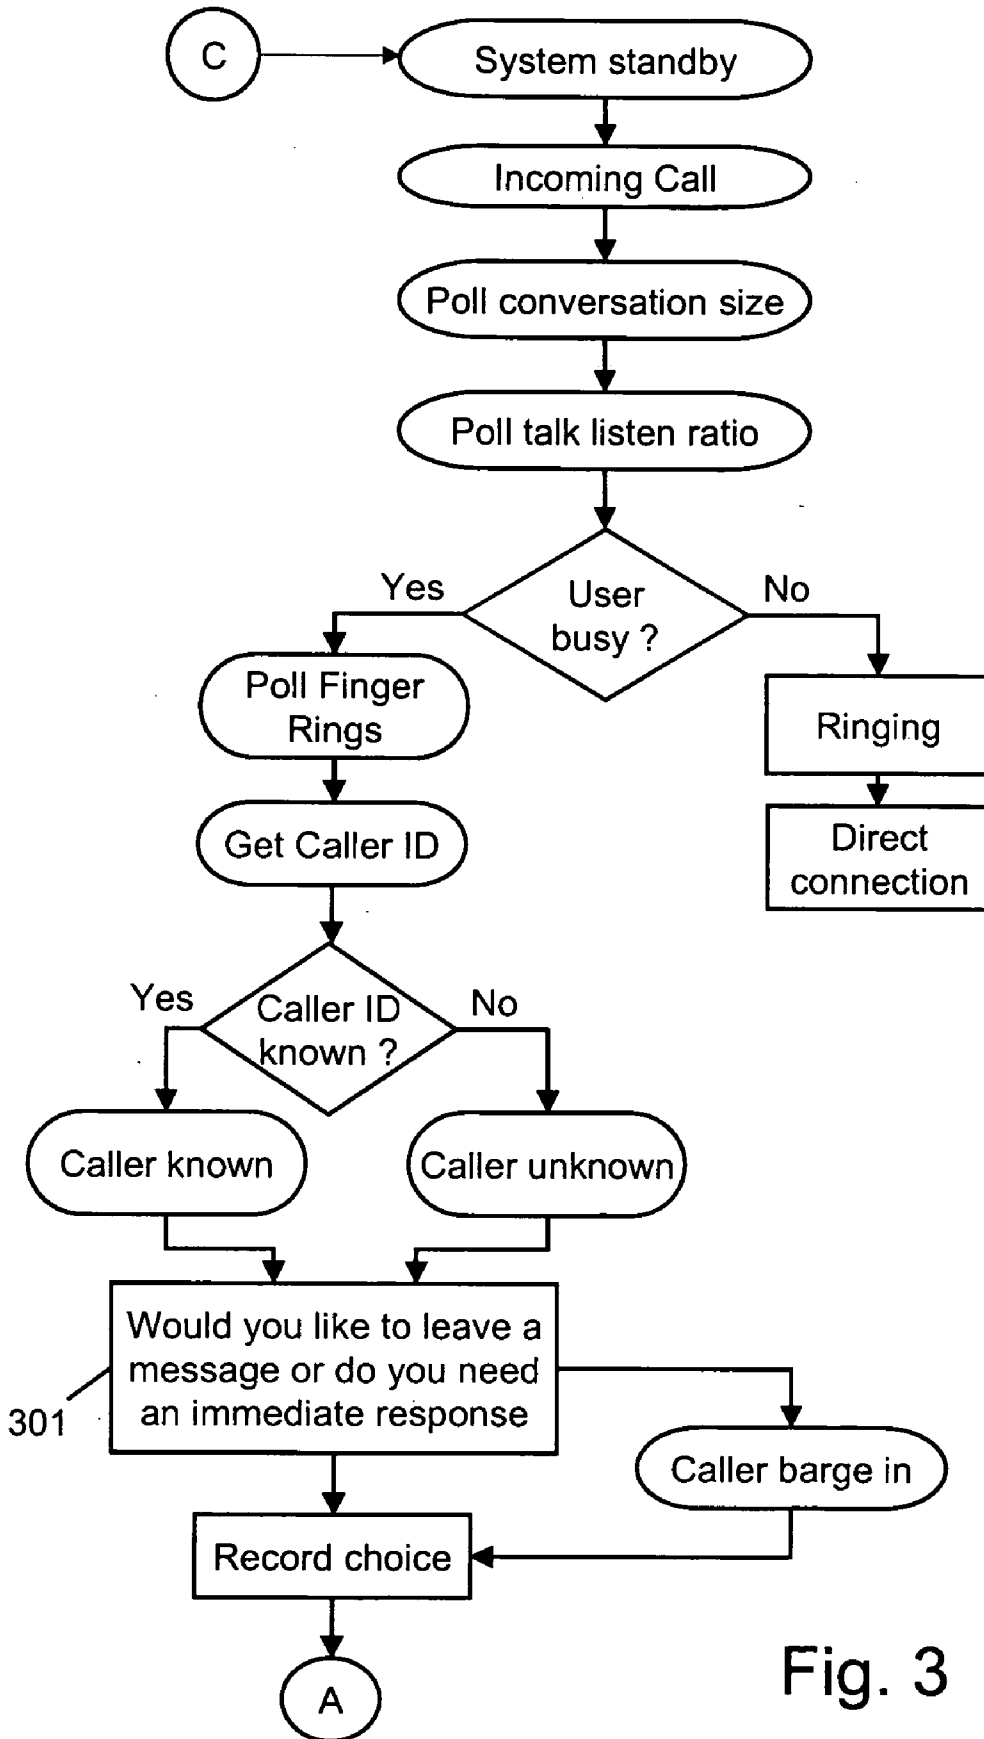 C
System standby
Incoming Call
Poll conversation size
Poll talk listen ratio
User
busy ?
Yes
No
Poll Finger
Rings
Ringing
Get Caller ID
Direct
connection
Caller ID
known ?
Yes
No
Caller known
Caller unknown
Would you like to leave a
message or do you need
an immediate response
301
Caller barge in
Record choice
A
Fig. 3